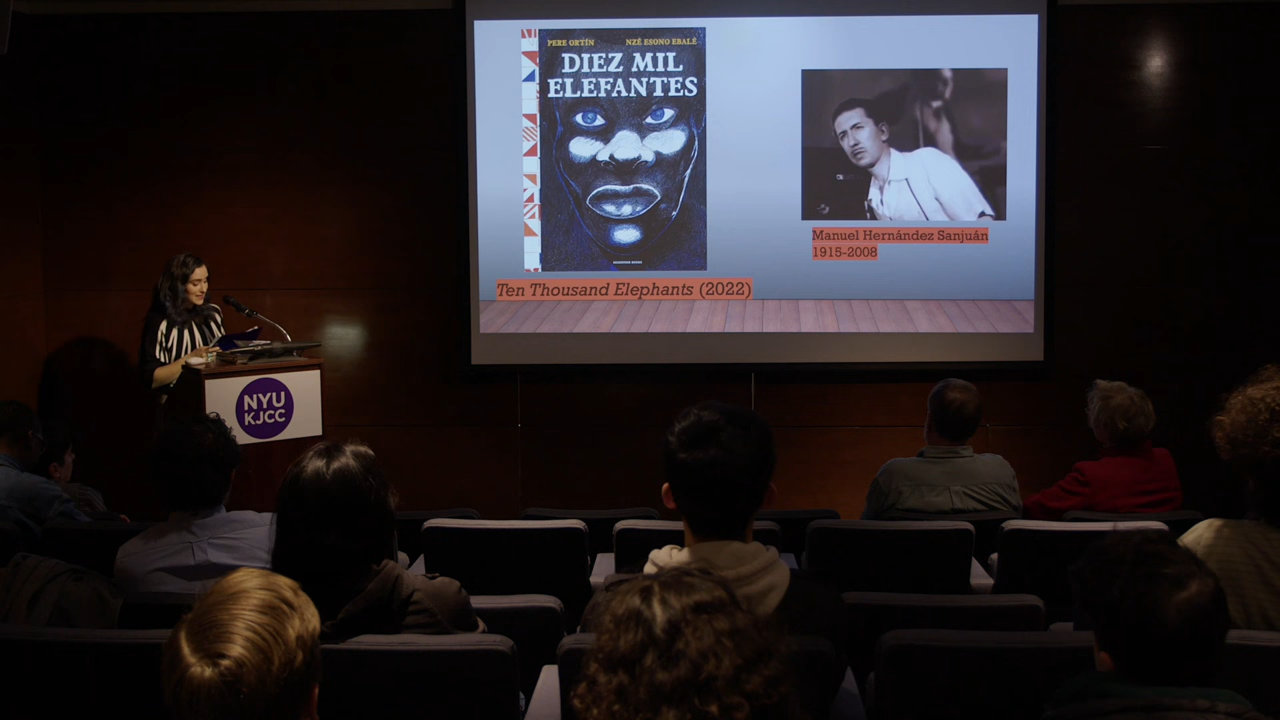 PERE ORTÍN
NZÉ ESONO EBALÉ
DIEZ MIL
ELEFANTES
Ten Thousand Elephants (2022)
Manuel Hernández Sanjuán
1915-2008
NYU
KJCC